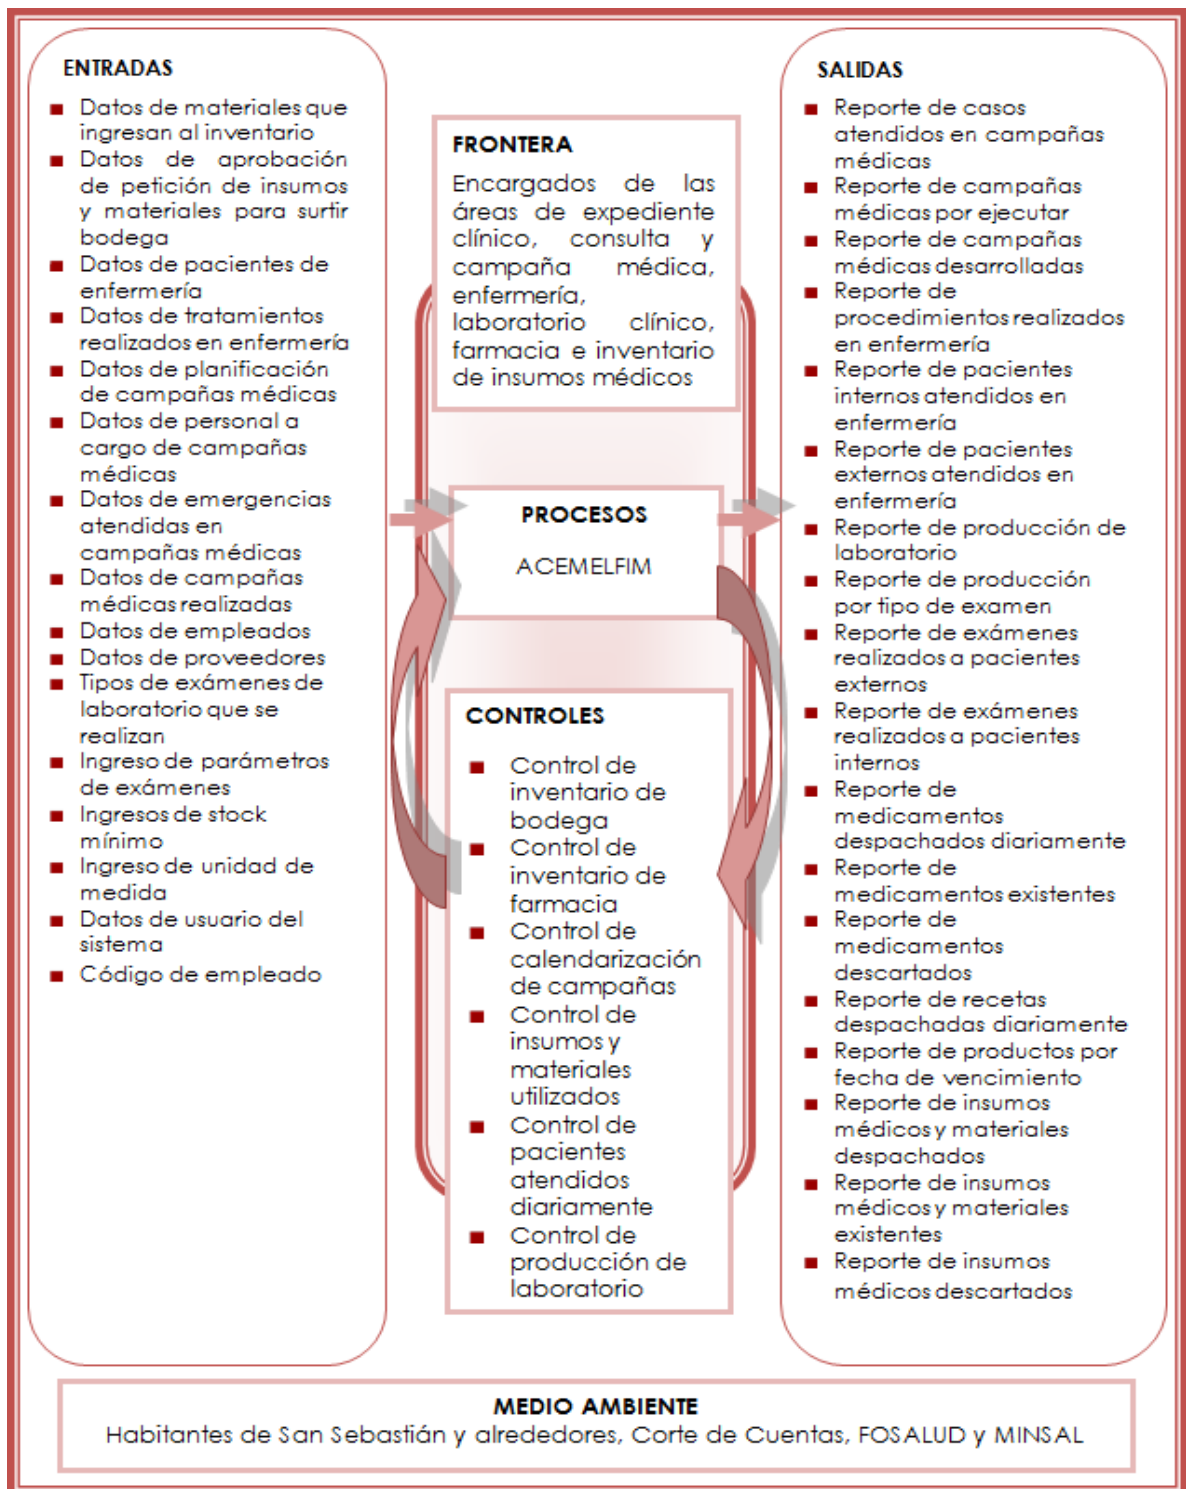 ENTRADAS
Datos de materiales que
ingresan al inventario
Datos de aprobación
de petición de insumos
y materiales para surtir
bodega
Datos de pacientes de
enfermería
Datos de tratamientos
realizados en enfermería
Datos de planificación
de campañas médicas
Datos de personal a
cargo de campañas
médicas
Datos de emergencias
atendidas en
campañas médicas
Datos de campañas
médicas realizadas
Datos de empleados
Datos de proveedores
Tipos de exámenes de
laboratorio que se
realizan
Ingreso de parámetros
de exámenes
Ingresos de stock
mínimo
Ingreso de unidad de
medida
Datos de usuario del
sistema
Código de empleado
FRONTERA
Encargados de las
áreas de expediente
clínico, consulta y
campaña médica,
enfermería,
laboratorio clínico,
farmacia e inventario
de insumos médicos
PROCESOS
ACEMELFIM
CONTROLES
Control de
inventario de
bodega
Control de
inventario de
farmacia
Control de
calendarización
de campañas
Control de
insumos y
materiales
utilizados
Control de
pacientes
atendidos
diariamente
Control de
producción de
laboratorio
SALIDAS
Reporte de casos
atendidos en campañas
médicas
Reporte de campañas
médicas por ejecutar
Reporte de campañas
médicas desarrolladas
Reporte de
procedimientos realizados
en enfermería
Reporte de pacientes
internos atendidos en
enfermería
Reporte de pacientes
externos atendidos en
enfermería
Reporte de producción de
laboratorio
Reporte de producción
por tipo de examen
Reporte de exámenes
realizados a pacientes
externos
Reporte de exámenes
realizados a pacientes
internos
Reporte de
medicamentos
despachados diariamente
Reporte de
medicamentos existentes
Reporte de
medicamentos
descartados
Reporte de recetas
despachadas diariamente
Reporte de productos por
fecha de vencimiento
Reporte de insumos
médicos y materiales
despachados
Reporte de insumos
médicos y materiales
existentes
Reporte de insumos
médicos descartados
MEDIO AMBIENTE
Habitantes de San Sebastián y alrededores, Corte de Cuentas, FOSALUD y MINSAL